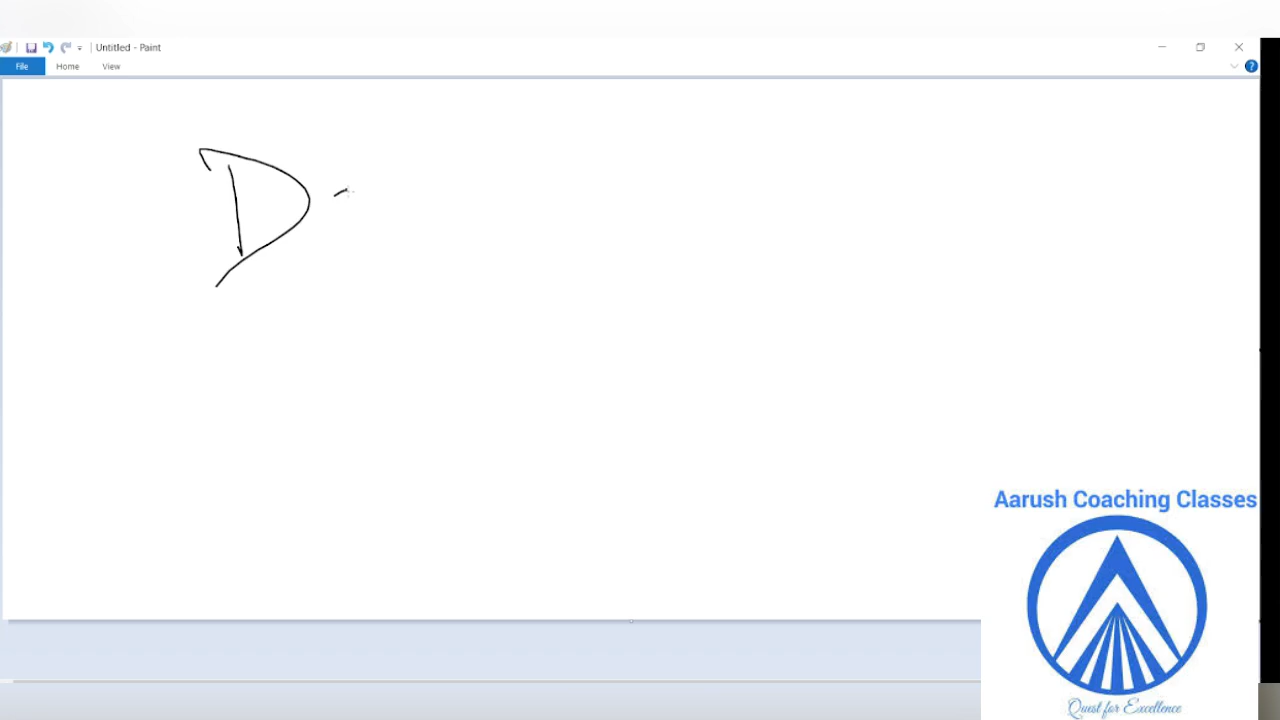 Untitled - Paint
File Home View
D
Aarush Coaching Classes
Quest for Excellence